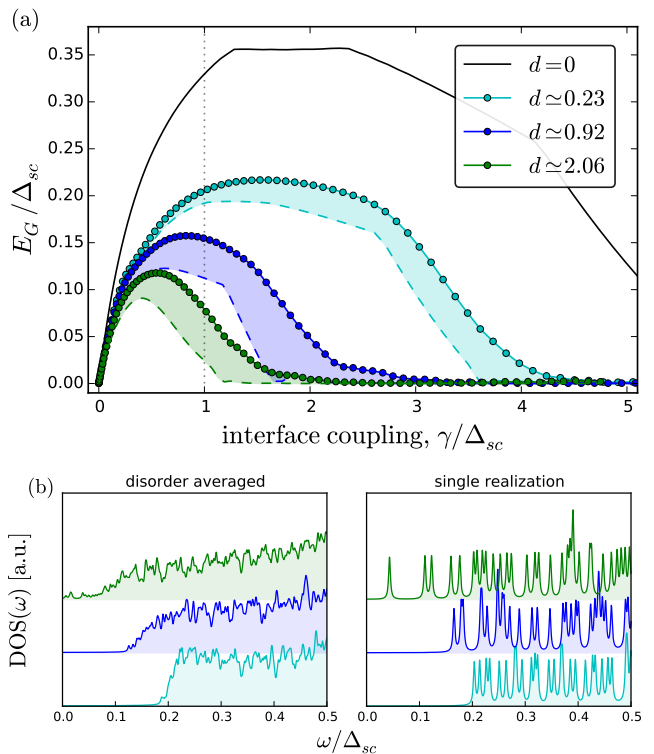 (a)
E_G/Δ_sc
0.35
0.30
0.25
0.20
0.15
0.10
0.05
0.00
d=0
d≃0.23
d≃0.92
d≃2.06
0 1 2 3 4 5
interface coupling, γ/Δ_sc
(b)
disorder averaged
single realization
DOS(ω) [a.u.]
0.0 0.1 0.2 0.3 0.4 0.5
0.0 0.1 0.2 0.3 0.4 0.5
ω/Δ_sc